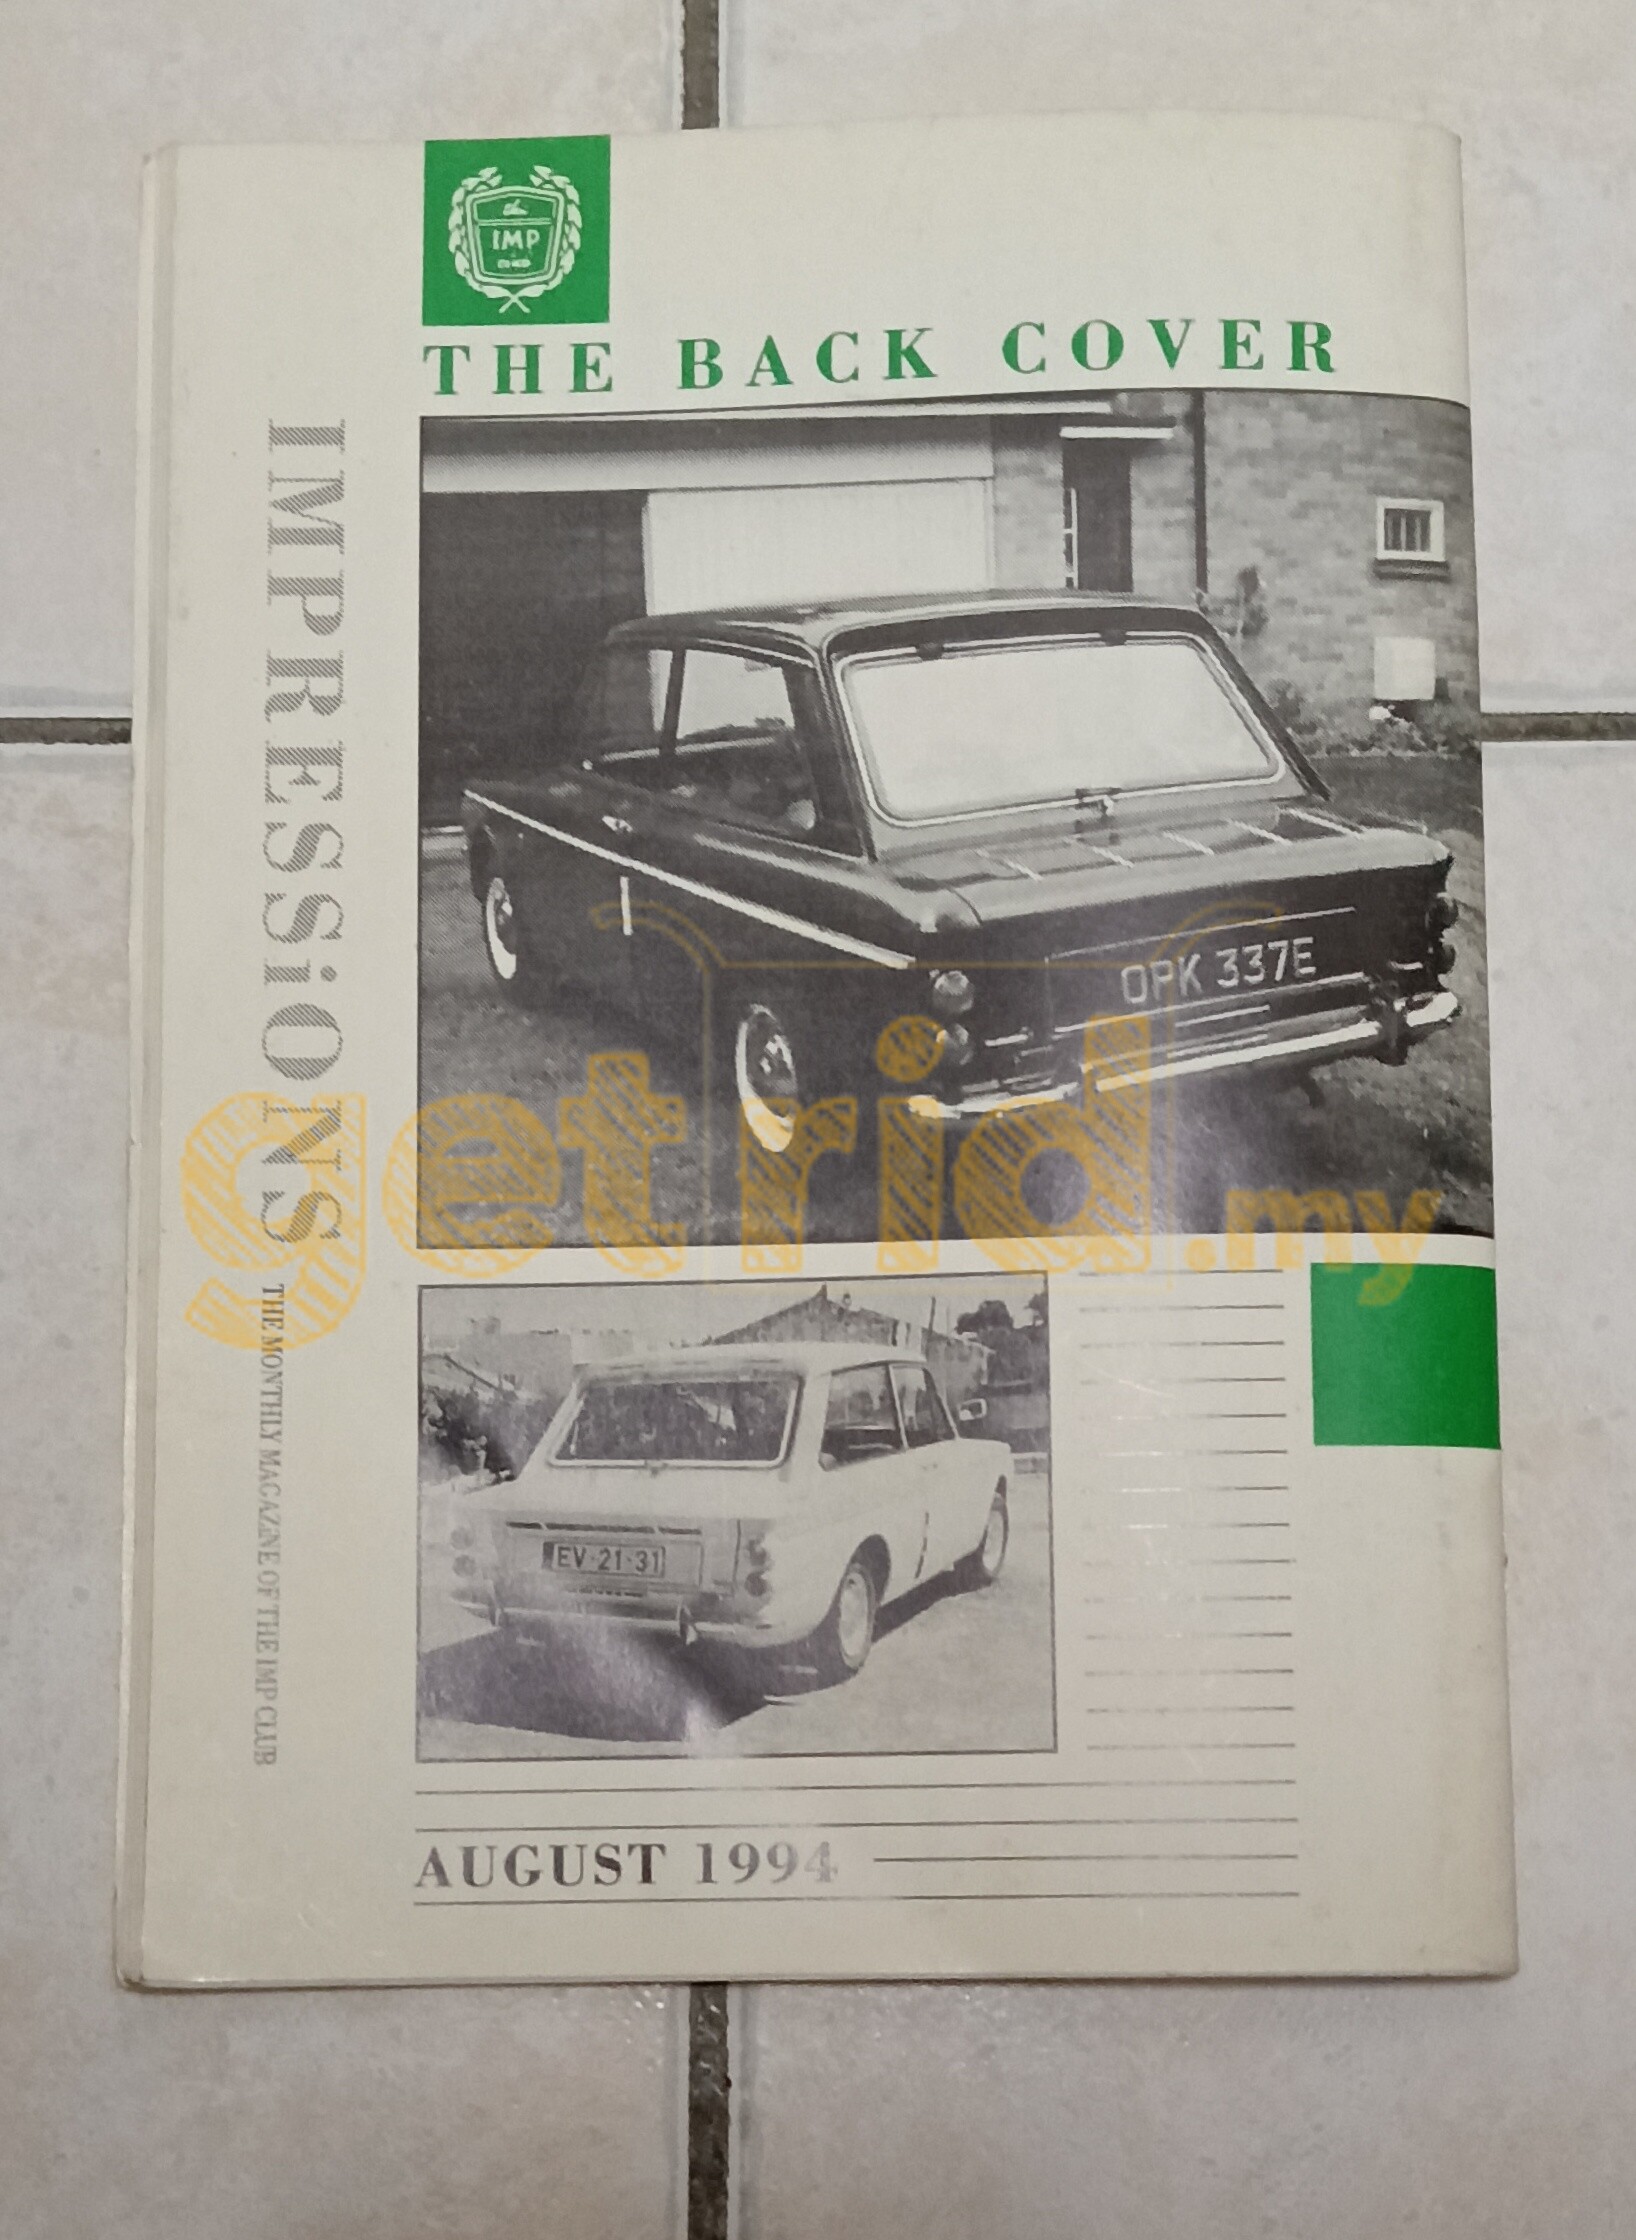 IMP
THE BACK COVER
IMPRESSiONS
THE MONTHLY MAGAZINE OF THE IMP CLUB
OPK 337E
getrid.my
EV-21-31
AUGUST 1994